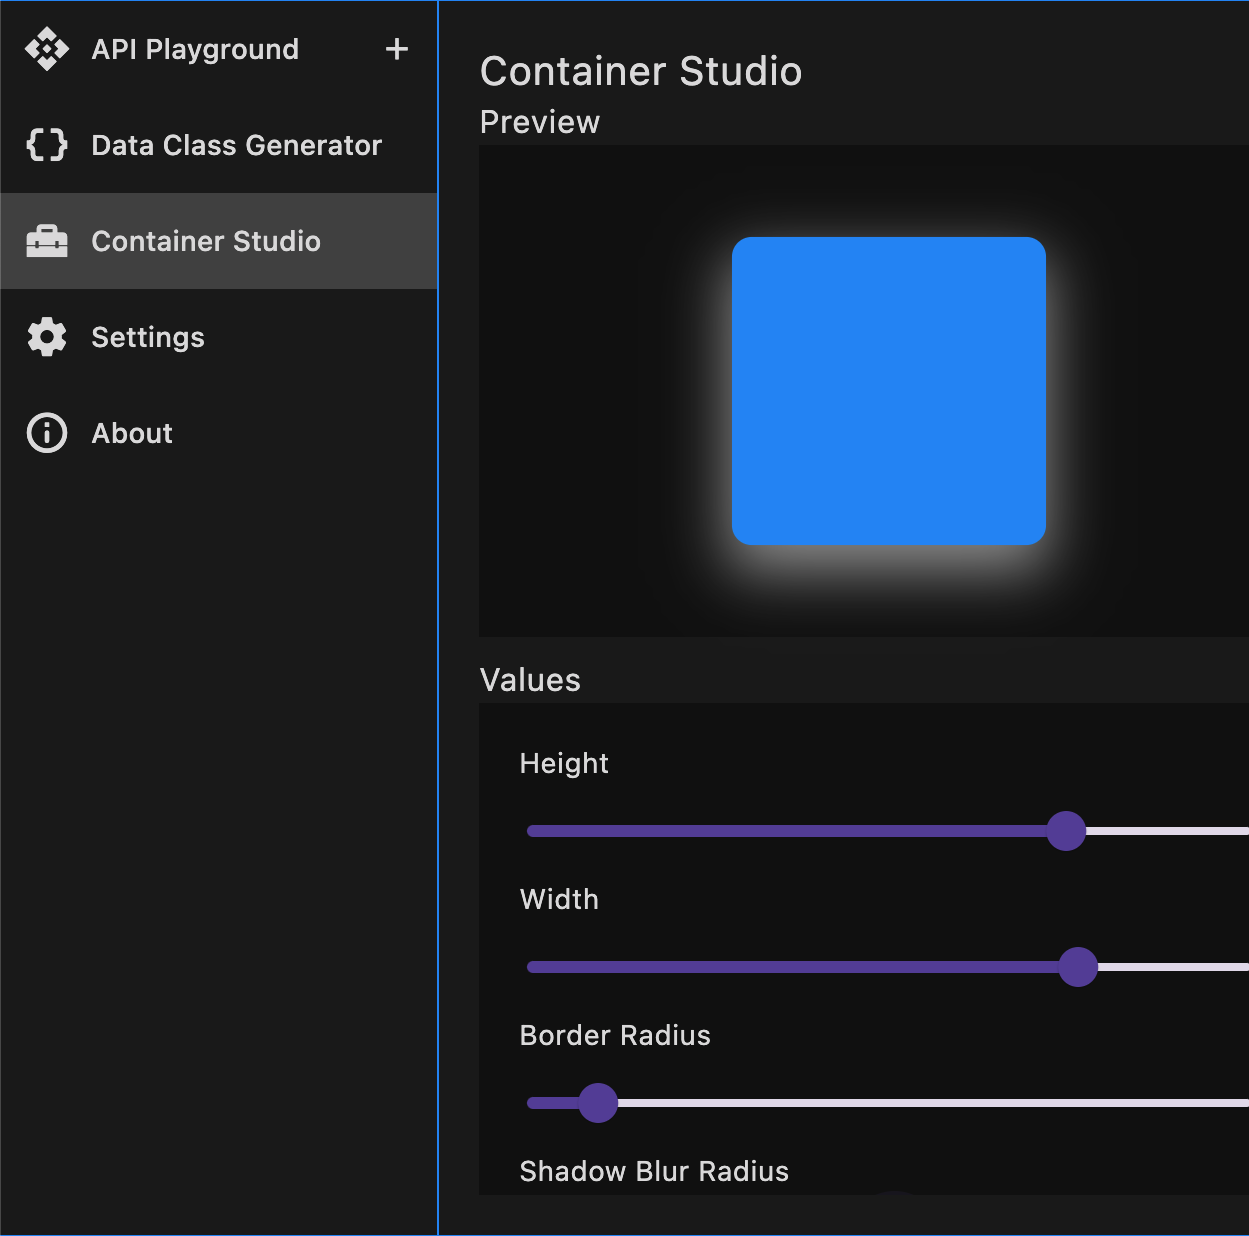 API Playground +
Data Class Generator
Container Studio
Settings
About
Container Studio
Preview
Values
Height
Width
Border Radius
Shadow Blur Radius